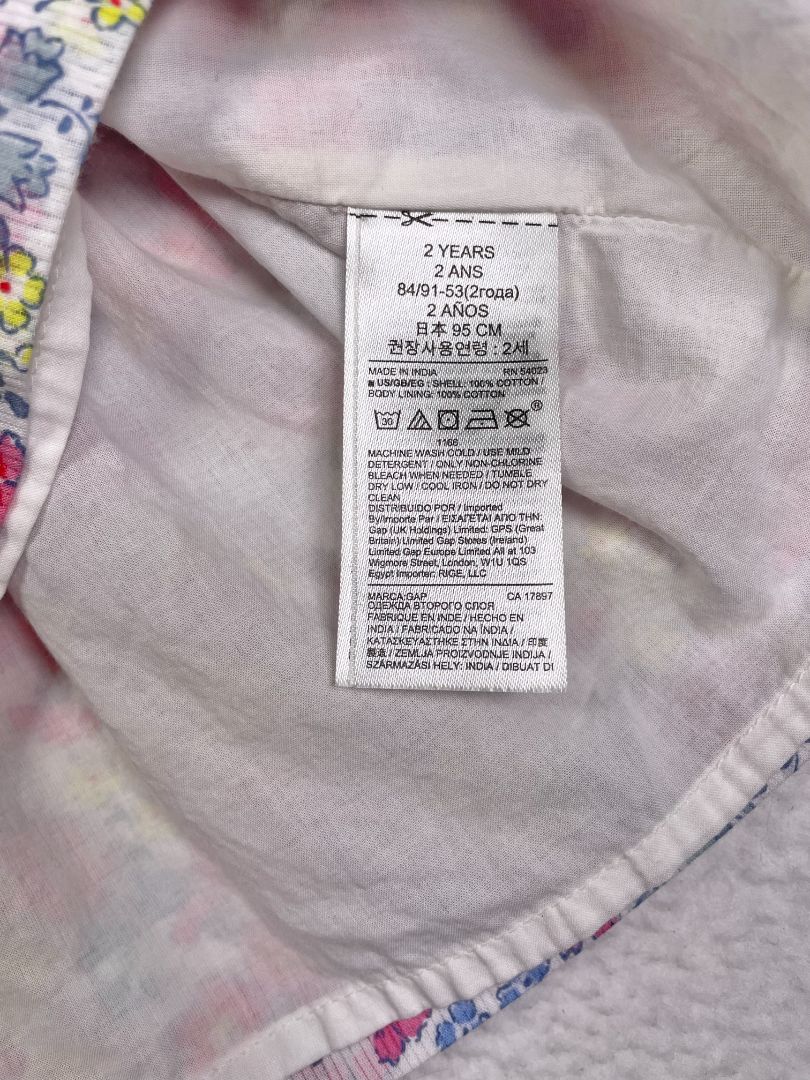 2 YEARS
2 ANS
84/91-53(2года)
2 AÑOS
日本 95 CM
권장사용연령 : 2세
MADE IN INDIA RN 54023
■ US/GB/EG : SHELL: 100% COTTON /
BODY LINING: 100% COTTON
30 ®
1166
MACHINE WASH COLD / USE MILD
DETERGENT / ONLY NON-CHLORINE
BLEACH WHEN NEEDED / TUMBLE
DRY LOW / COOL IRON / DO NOT DRY
CLEAN
DISTRIBUIDO POR / Imported
By/Importe Par / ΕΙΣΑΓΕΤΑΙ ΑΠΟ ΤΗΝ:
Gap (UK Holdings) Limited: GPS (Great
Britain) Limited Gap Stores (Ireland)
Limited Gap Europe Limited All at 103
Wigmore Street, London, W1U 1QS
Egypt Importer: RIGE, LLC
MARCA:GAP CA 17897
ОДЕЖДА ВТОРОГО СЛОЯ
FABRIQUE EN INDE / HECHO EN
INDIA / FABRICADO NA ÍNDIA /
ΚΑΤΑΣΚΕΥΑΣΤΗΚΕ ΣΤΗΝ ΙΝΔΙΑ / 印度
製造 / ZEMLJA PROIZVODNJE INDIJA /
SZÁRMAZÁSI HELY: INDIA / DIBUAT DI